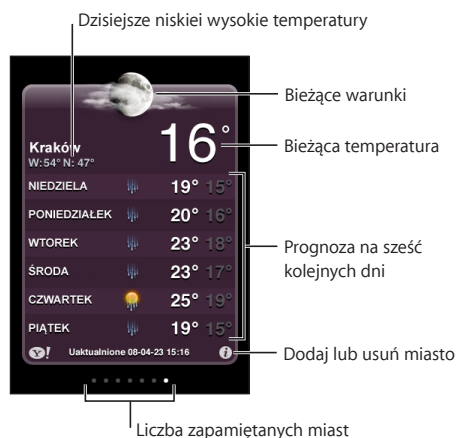 Dzisiejsze niskiei wysokie temperatury
Bieżące warunki
Kraków
W: 54° N: 47°
16°
Bieżąca temperatura
NIEDZIELA 19° 15°
PONIEDZIAŁEK 20° 16°
WTOREK 23° 18°
ŚRODA 23° 17°
CZWARTEK 25° 19°
PIĄTEK 19° 15°
Prognoza na sześć
kolejnych dni
Y! Uaktualnione 08-04-23 15:16 i
Dodaj lub usuń miasto
Liczba zapamiętanych miast